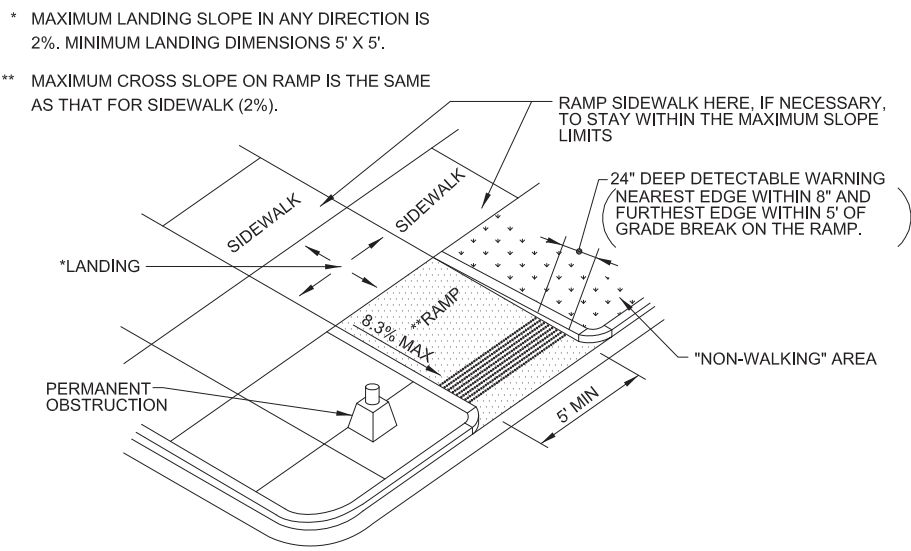 * MAXIMUM LANDING SLOPE IN ANY DIRECTION IS
2%. MINIMUM LANDING DIMENSIONS 5' X 5'.
** MAXIMUM CROSS SLOPE ON RAMP IS THE SAME
AS THAT FOR SIDEWALK (2%).
RAMP SIDEWALK HERE, IF NECESSARY,
TO STAY WITHIN THE MAXIMUM SLOPE
LIMITS
24" DEEP DETECTABLE WARNING
(NEAREST EDGE WITHIN 8" AND
FURTHEST EDGE WITHIN 5' OF
GRADE BREAK ON THE RAMP.)
SIDEWALK
SIDEWALK
*LANDING
**RAMP
8.3% MAX
"NON-WALKING" AREA
PERMANENT
OBSTRUCTION
5' MIN